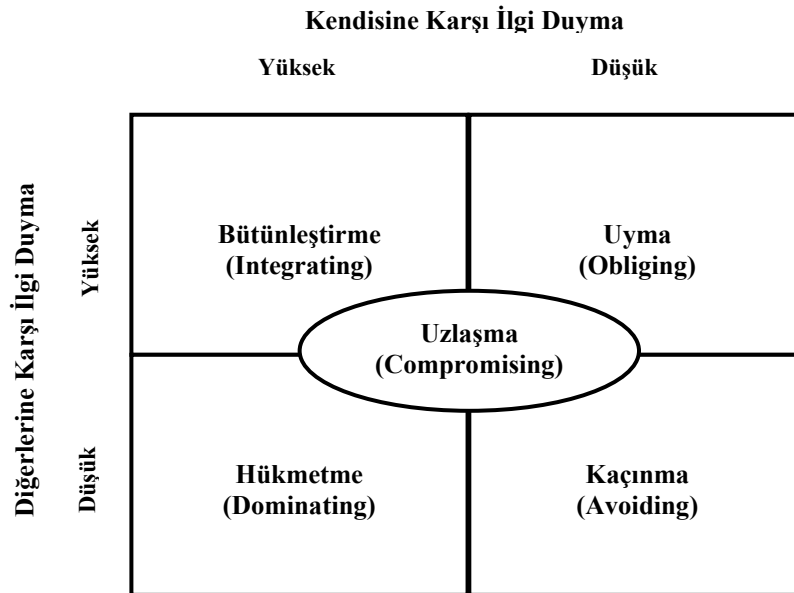 Kendisine Karşı İlgi Duyma
Yüksek Düşük
Diğerlerine Karşı İlgi Duyma
Yüksek
Bütünleştirme
(Integrating)
Uyma
(Obliging)
Uzlaşma
(Compromising)
Düşük
Hükmetme
(Dominating)
Kaçınma
(Avoiding)